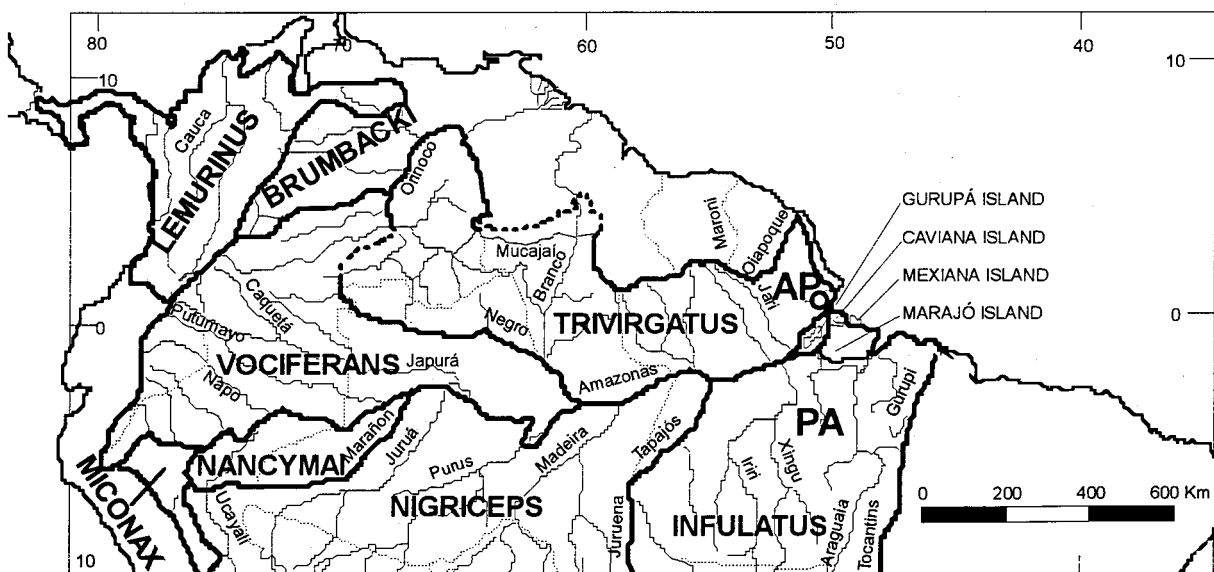 80
70
60
50
40
10
10
Cauca
LEMURINUS
BRUMBACKI
Orinoco
Maroni
Oiapoque
GURUPÁ ISLAND
CAVIANA ISLAND
MEXIANA ISLAND
MARAJÓ ISLAND
Mucajaí
Branco
AP
Jari
Caquetá
Putumayo
0
0
Negro
TRIVIRGATUS
VOCIFERANS
Japurá
Napo
Amazonas
Gurupí
PA
Marañon
Juruá
Tapajós
NANCYMAI
Purus
Madeira
Iriri
Xingu
MICONAX
Ucayali
NIGRICEPS
Juruena
INFULATUS
Araguaia
Tocantins
0 200 400 600 Km
10
10